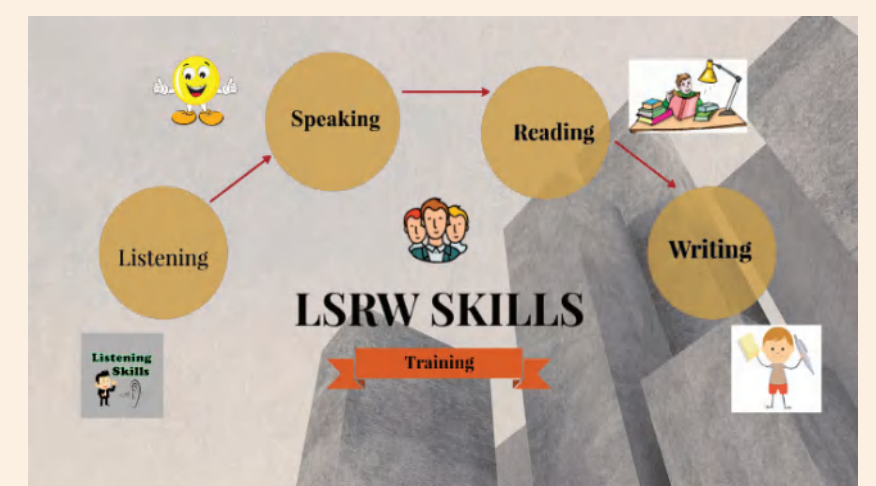 Speaking
Reading
Listening
Writing
LSRW SKILLS
Training
Listening
Skills